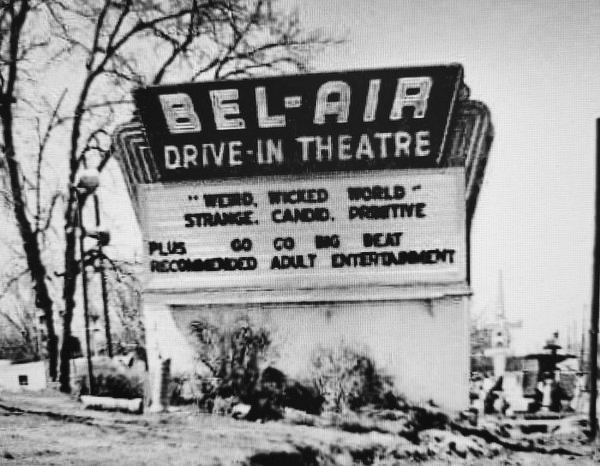 BEL-AIR
DRIVE-IN THEATRE
"WEIRD, WICKED WORLD"
STRANGE, CANDID, PRIMITIVE
PLUS GO GO BIG BEAT
RECOMMENDED ADULT ENTERTAINMENT